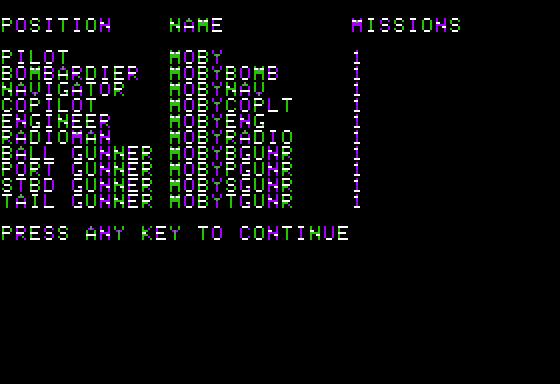 POSITION NAME MISSIONS
PILOT MOBY 1
BOMBARDIER MOBYBOMB 1
NAVIGATOR MOBYNAV 1
COPILOT MOBYCOPLT 1
ENGINEER MOBYENG 1
RADIOMAN MOBYRADIO 1
BALL GUNNER MOBYBGUNR 1
PORT GUNNER MOBYPGUNR 1
STBD GUNNER MOBYSGUNR 1
TAIL GUNNER MOBYTGUNR 1
PRESS ANY KEY TO CONTINUE